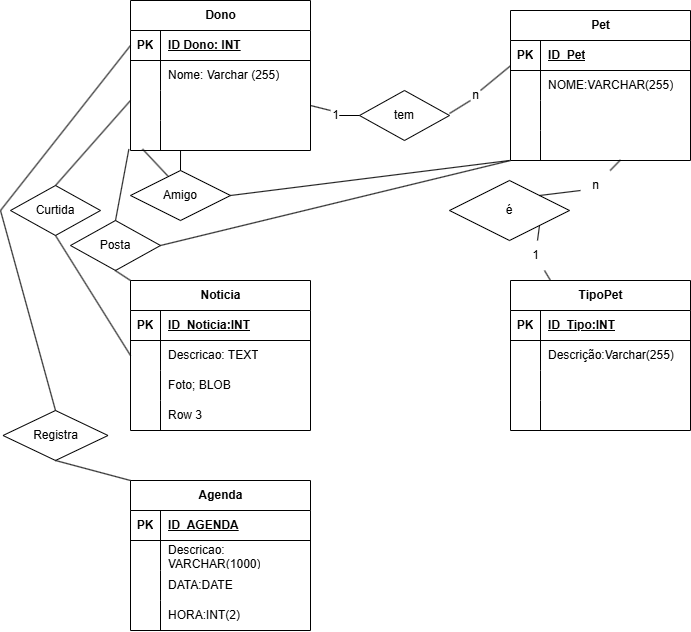 Dono
PK ID Dono: INT
Nome: Varchar (255)
Pet
PK ID_Pet
NOME:VARCHAR(255)
1
tem
n
Amigo
Curtida
Posta
é
n
1
Noticia
PK ID_Noticia:INT
Descricao: TEXT
Foto; BLOB
Row 3
TipoPet
PK ID_Tipo:INT
Descrição:Varchar(255)
Registra
Agenda
PK ID_AGENDA
Descricao:
VARCHAR(1000)
DATA:DATE
HORA:INT(2)